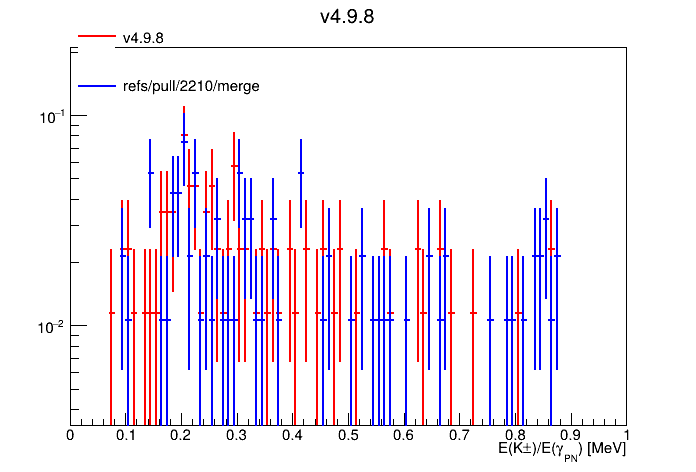 v4.9.8
v4.9.8
refs/pull/2210/merge
10⁻¹
10⁻²
0 0.1 0.2 0.3 0.4 0.5 0.6 0.7 0.8 0.9 1
E(K±)/E(γPN) [MeV]